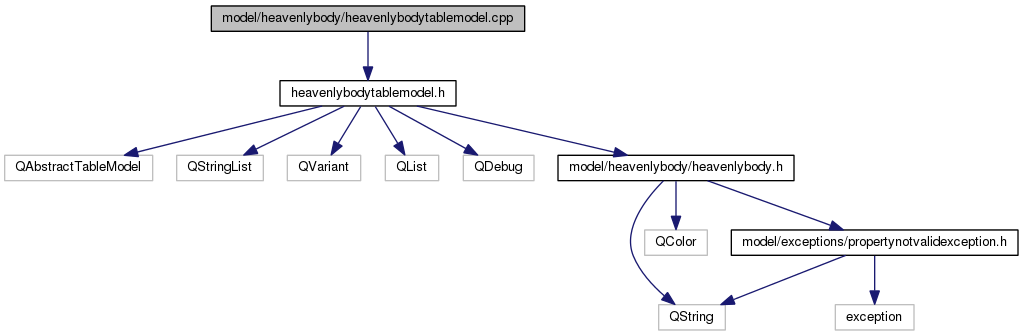 model/heavenlybody/heavenlybodytablemodel.cpp
heavenlybodytablemodel.h
QAbstractTableModel
QStringList
QVariant
QList
QDebug
model/heavenlybody/heavenlybody.h
QColor
model/exceptions/propertynotvalidexception.h
QString
exception